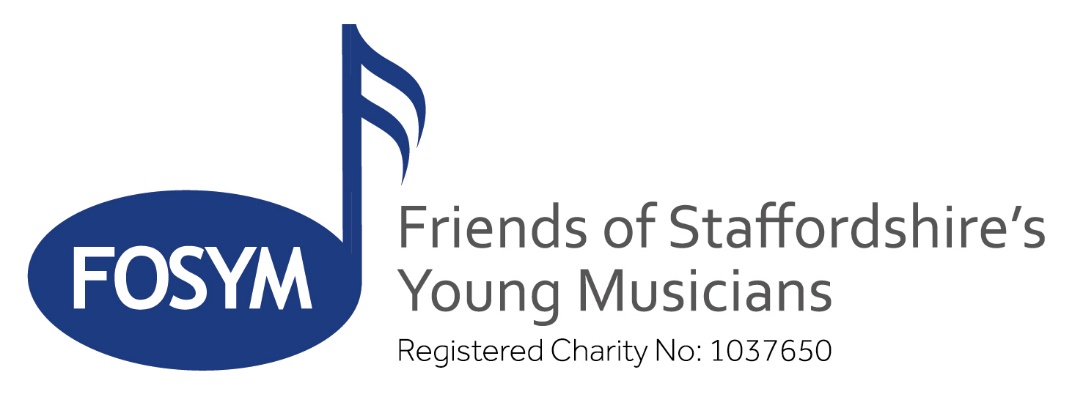 FOSYM
Friends of Staffordshire’s
Young Musicians
Registered Charity No: 1037650